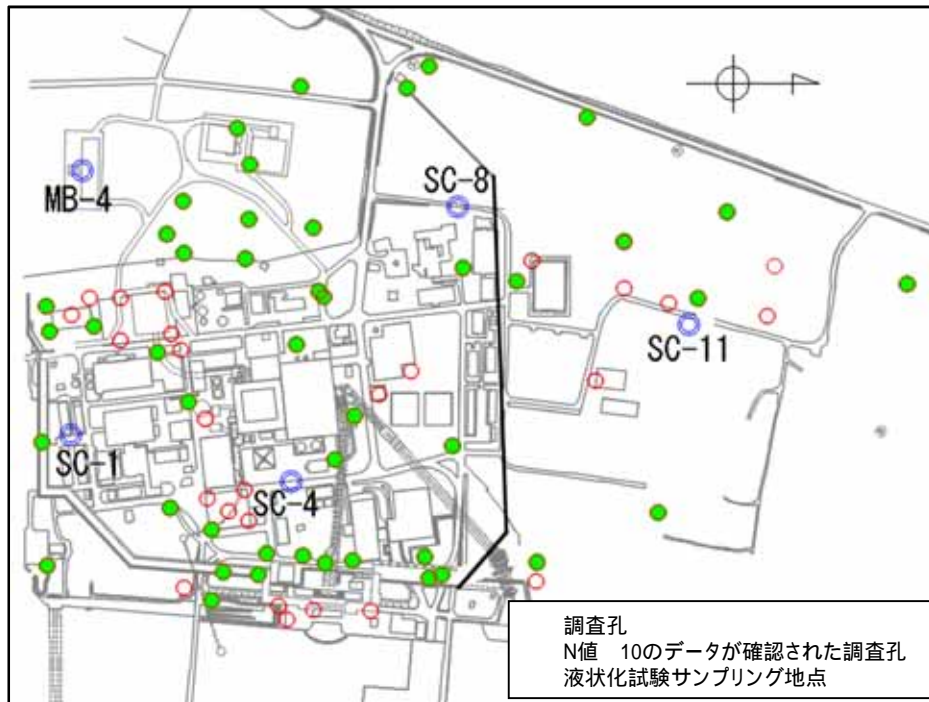 MB-4
SC-8
SC-11
SC-1
SC-4
調査孔
N値　10のデータが確認された調査孔
液状化試験サンプリング地点